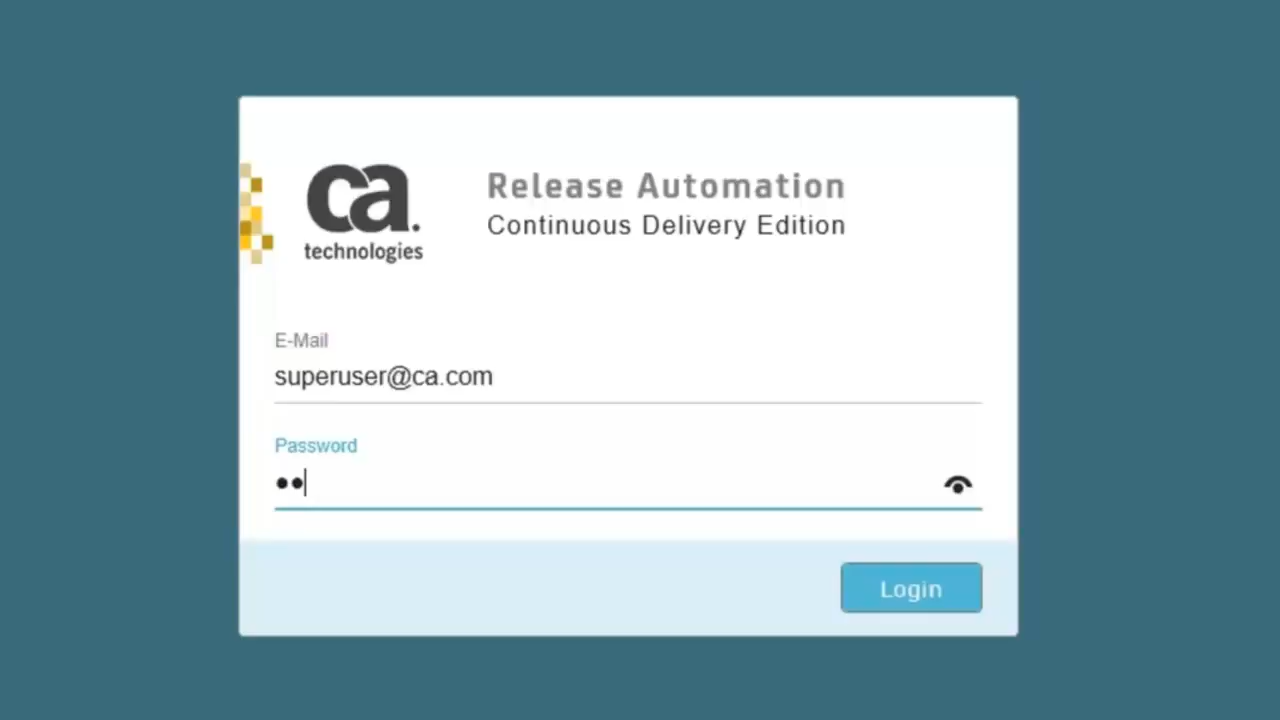 ca.
technologies
Release Automation
Continuous Delivery Edition
E-Mail
superuser@ca.com
Password
••
Login